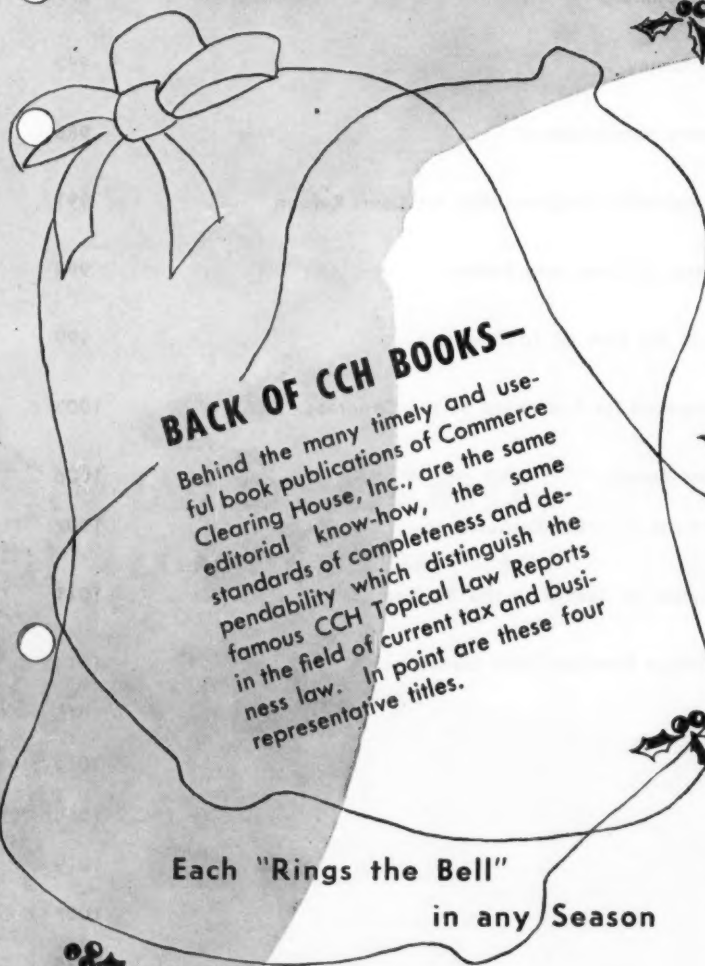 BACK OF CCH BOOKS—
Behind the many timely and use-
ful book publications of Commerce
Clearing House, Inc., are the same
editorial know-how, the same
standards of completeness and de-
pendability which distinguish the
famous CCH Topical Law Reports
in the field of current tax and busi-
ness law. In point are these four
representative titles.
Each "Rings the Bell"
in any Season